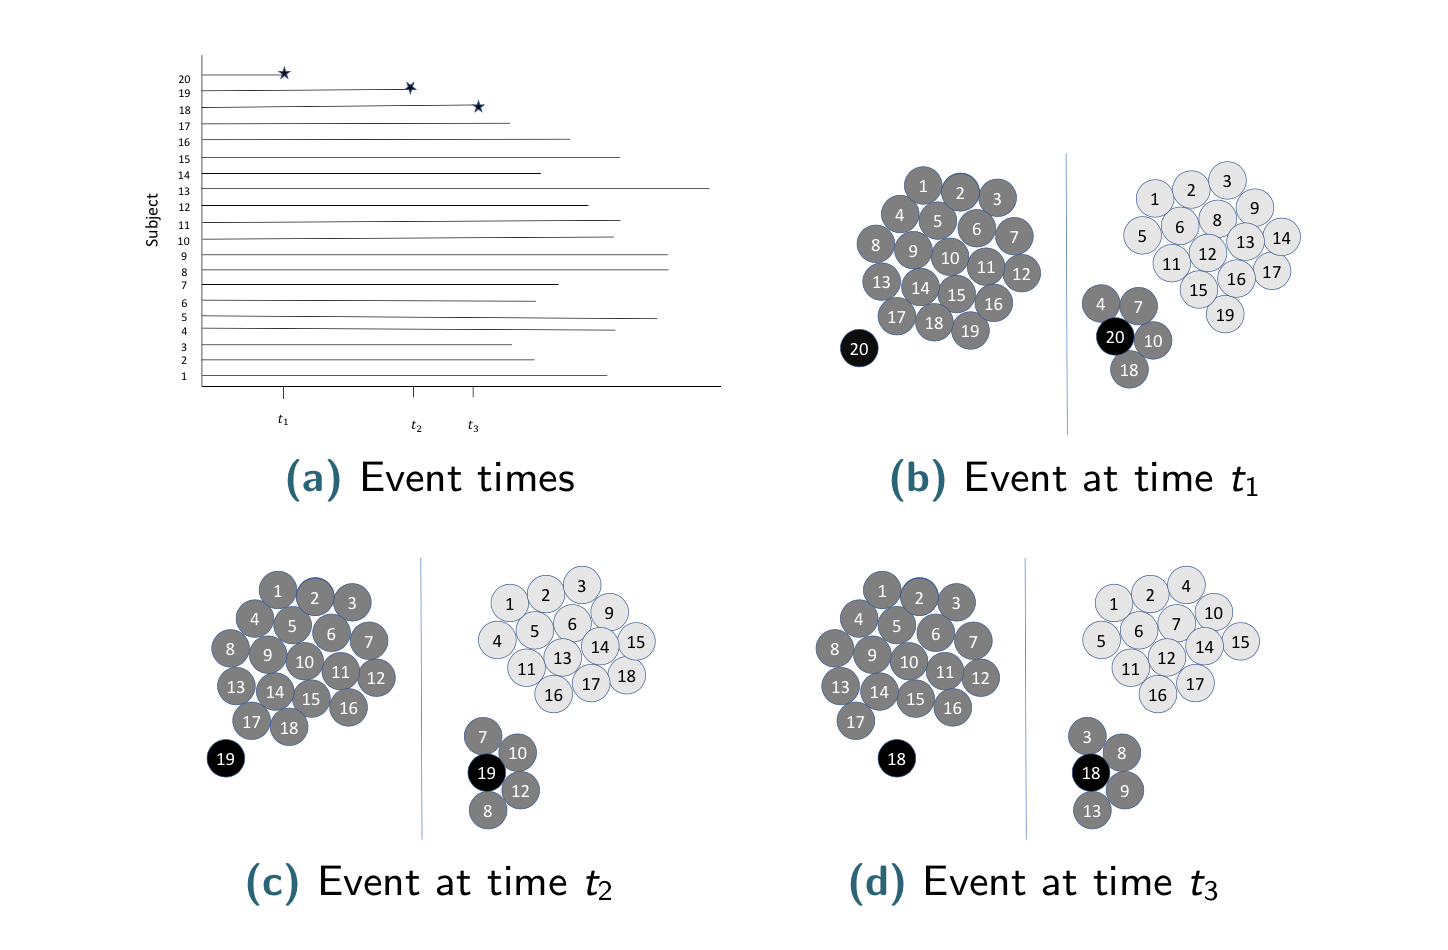 Subject
20
19
18
17
16
15
14
13
12
11
10
9
8
7
6
5
4
3
2
1
t₁ t₂ t₃
(a) Event times
1 2 3
4 5 6 7
8 9 10 11 12
13 14 15 16
17 18 19
20
1 2 3
5 6 8 9
11 12 13 14
15 16 17
19
4 7
20 10
18
(b) Event at time t₁
1 2 3
4 5 6 7
8 9 10 11 12
13 14 15 16
17 18
19
1 2 3
4 5 6 9
11 13 14 15
16 17 18
7
10
19
12
8
(c) Event at time t₂
1 2 3
4 5 6 7
8 9 10 11 12
13 14 15 16
17
18
1 2 4
5 6 7 10
11 12 14 15
16 17
3
8
18
9
13
(d) Event at time t₃